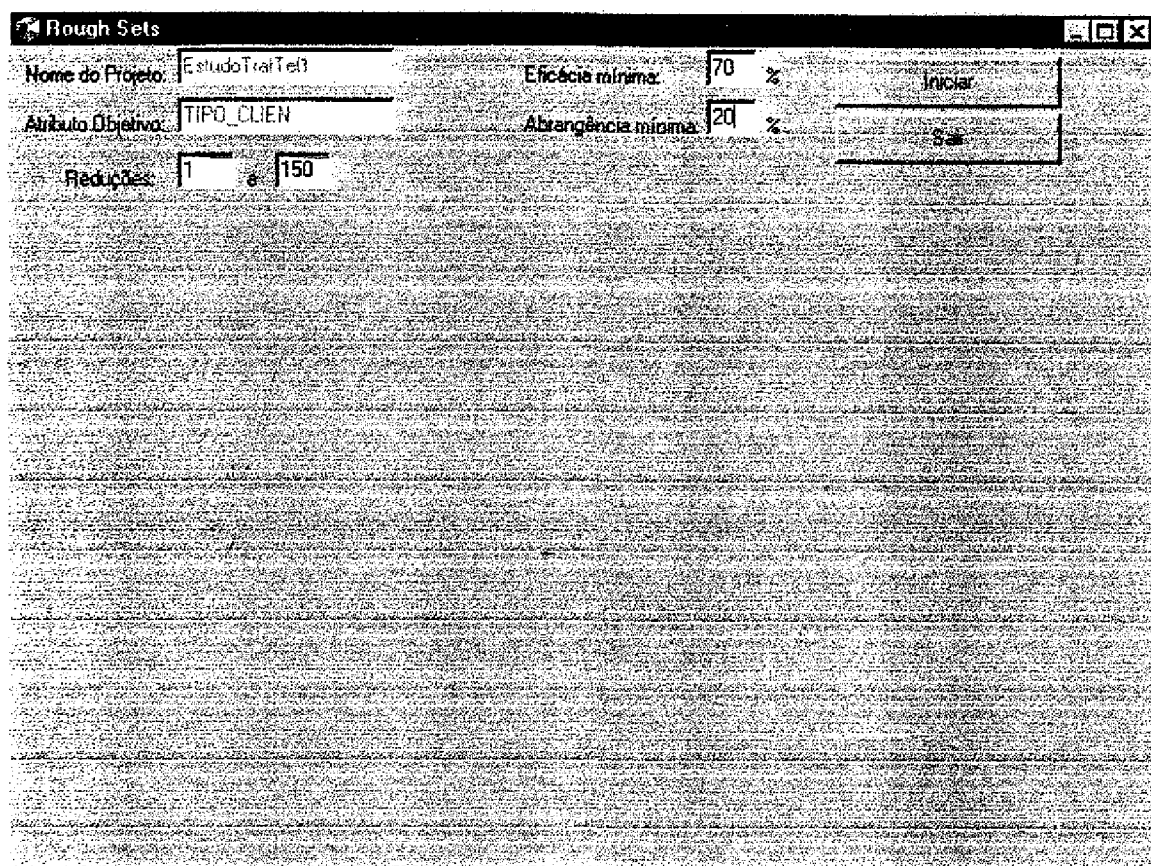 Rough Sets
Nome do Projeto: Eficácia mínima: 70 % Iniciar
Atributo Objetivo: TIPO_CLIEN Abrangência mínima: 20 % Sair
Reduções: 1 a 150